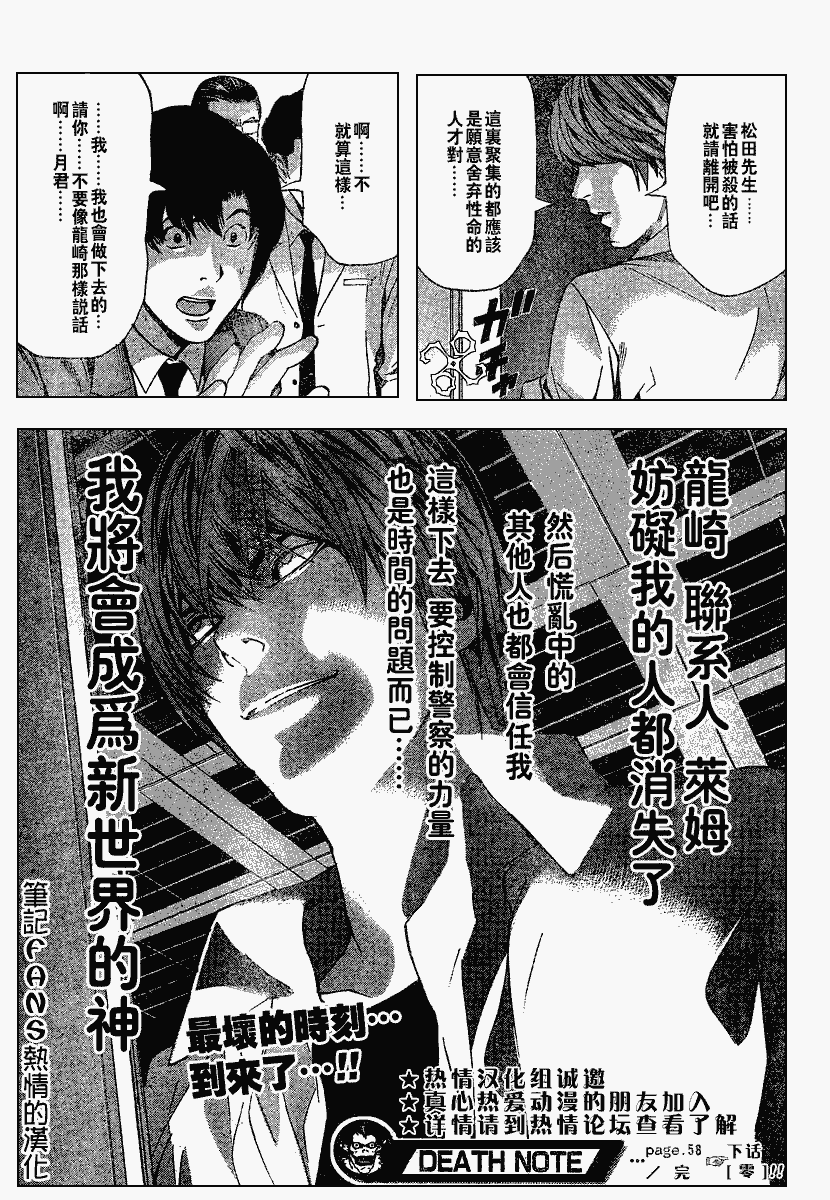 松田先生……
害怕被殺的話
就請離開吧…
這裏聚集的都應該
是願意舍弃性命的
人才對…
ガチャ
啊……不
就算這樣…
……我……我也會做下去的…
請你……不要像龍崎那樣説話
啊……月君……
龍崎 聯系人 萊姆
妨礙我的人都消失了
然后慌亂中的
其他人也都會信任我
這樣下去 要控制警察的力量
也是時間的問題而已……
我將會成爲新世界的神
筆記FANS熱情的漢化
最壞的時刻…
到來了…!!
★热情汉化组诚邀
★真心热爱动漫的朋友加入
★详情请到热情论坛查看了解
DEATH NOTE
…page.58
／ 完
☞下话
[零]!!